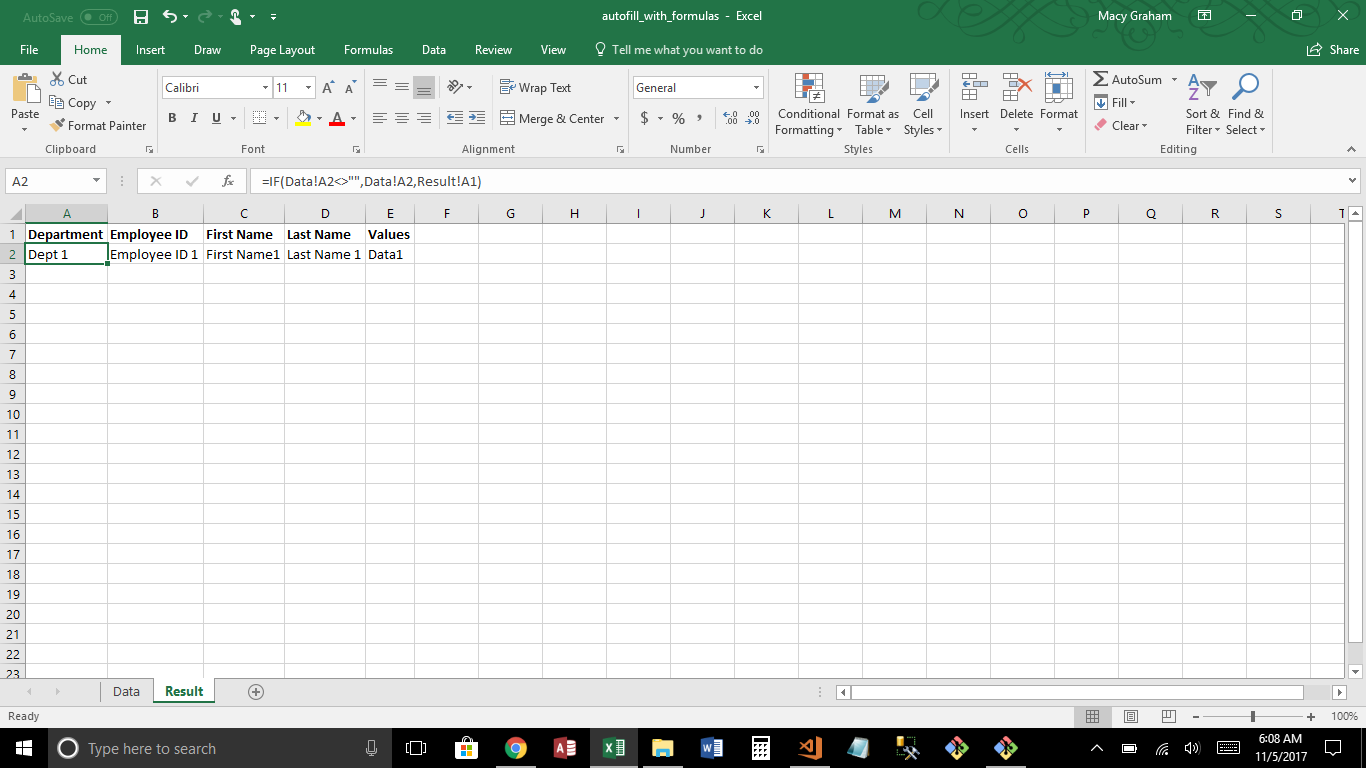 AutoSave Off
autofill_with_formulas - Excel
Macy Graham
File Home Insert Draw Page Layout Formulas Data Review View Tell me what you want to do Share
Paste
Cut
Copy
Format Painter
Clipboard
Calibri 11
B I U
Font
Wrap Text
Merge & Center
Alignment
General
$ % ,
Number
Conditional Formatting
Format as Table
Cell Styles
Styles
Insert Delete Format
Cells
AutoSum
Fill
Clear
Sort & Filter
Find & Select
Editing
A2 fx =IF(Data!A2<>"",Data!A2,Result!A1)
A B C D E F G H I J K L M N O P Q R S T
1 Department Employee ID First Name Last Name Values
2 Dept 1 Employee ID 1 First Name1 Last Name 1 Data1
3
4
5
6
7
8
9
10
11
12
13
14
15
16
17
18
19
20
21
22
23
Data Result
Ready 100%
Type here to search
6:08 AM
11/5/2017